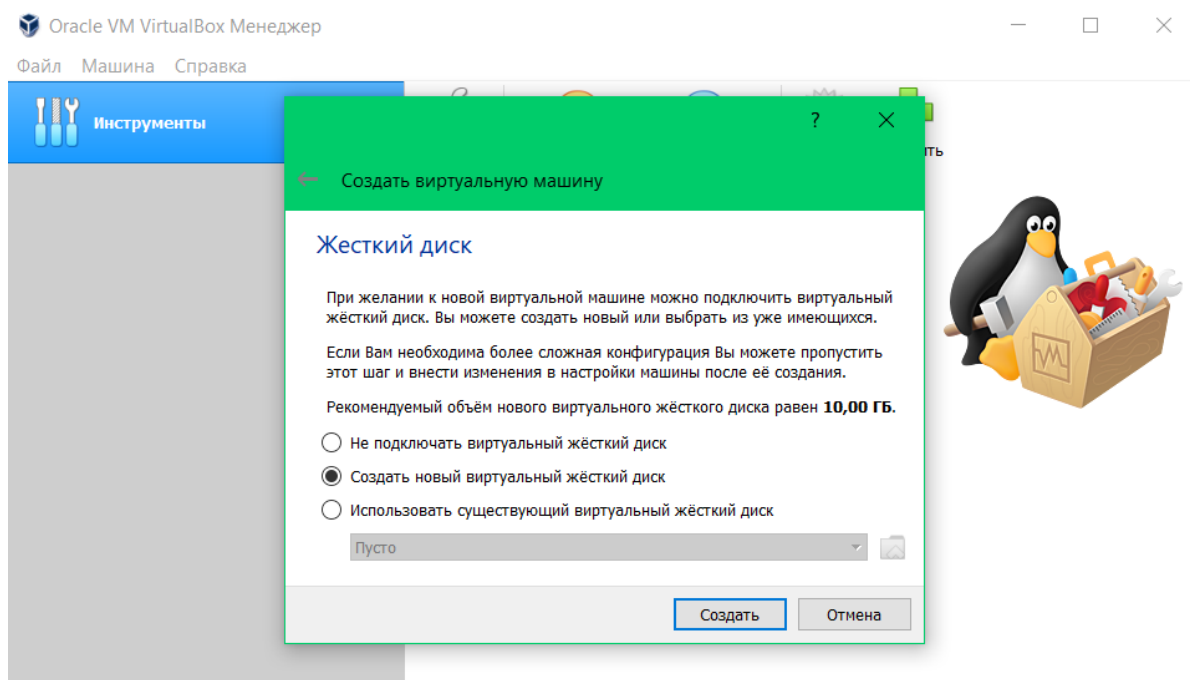 Oracle VM VirtualBox Менеджер
Файл Машина Справка
Инструменты
ть
?
Создать виртуальную машину
Жесткий диск
При желании к новой виртуальной машине можно подключить виртуальный
жёсткий диск. Вы можете создать новый или выбрать из уже имеющихся.
Если Вам необходима более сложная конфигурация Вы можете пропустить
этот шаг и внести изменения в настройки машины после её создания.
Рекомендуемый объём нового виртуального жёсткого диска равен 10,00 ГБ.
Не подключать виртуальный жёсткий диск
Создать новый виртуальный жёсткий диск
Использовать существующий виртуальный жёсткий диск
Пусто
Создать Отмена